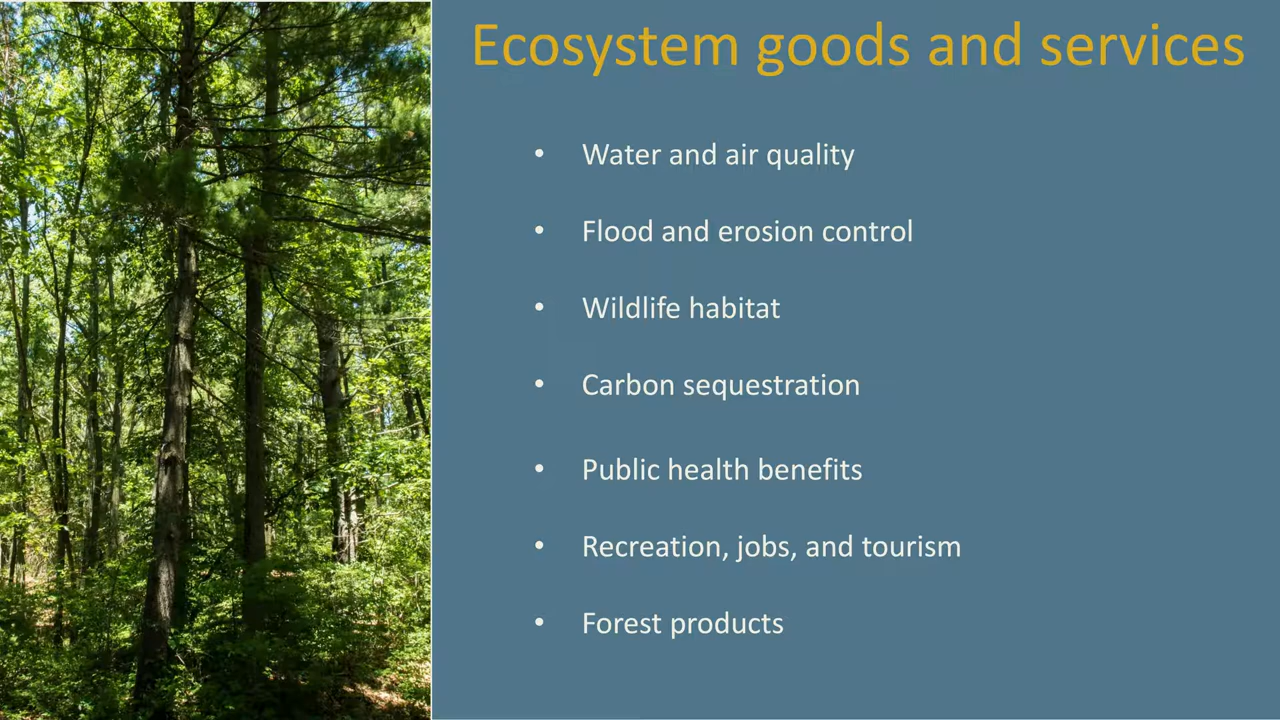 Ecosystem goods and services
• Water and air quality
• Flood and erosion control
• Wildlife habitat
• Carbon sequestration
• Public health benefits
• Recreation, jobs, and tourism
• Forest products